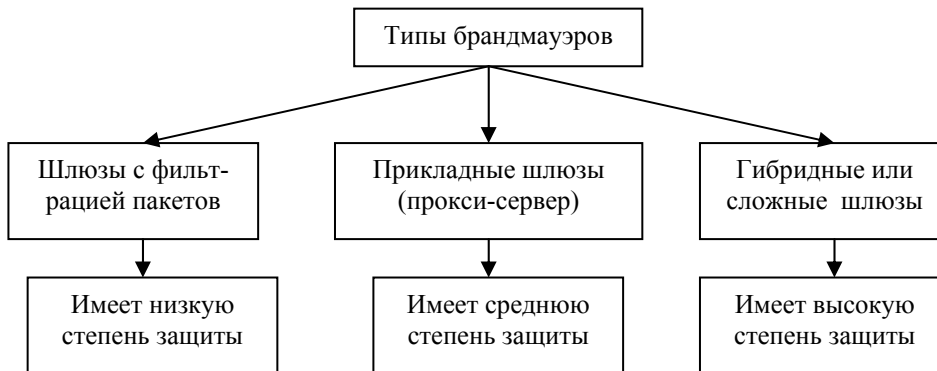 Типы брандмауэров
Шлюзы с фильт-
рацией пакетов
Прикладные шлюзы
(прокси-сервер)
Гибридные или
сложные шлюзы
Имеет низкую
степень защиты
Имеет среднюю
степень защиты
Имеет высокую
степень защиты